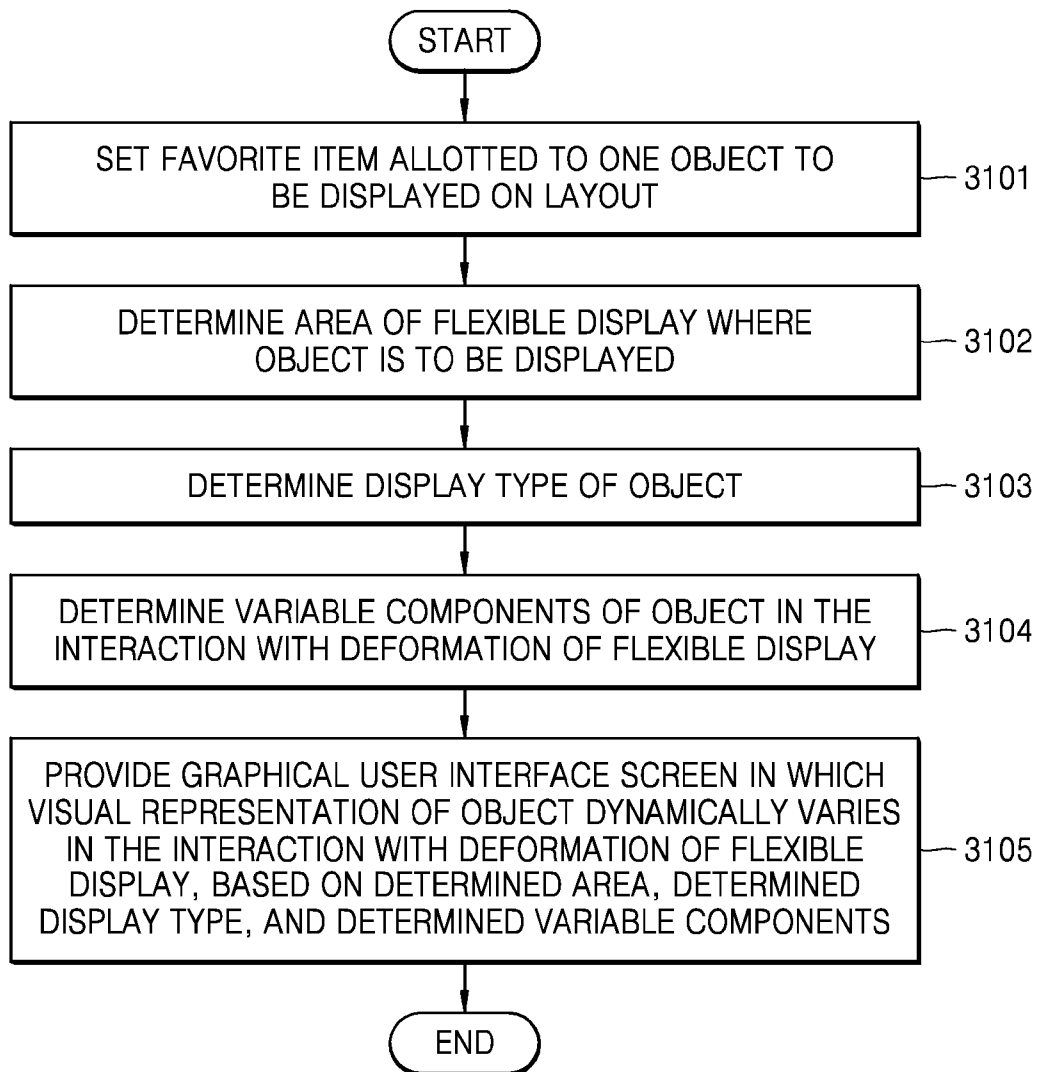 START
SET FAVORITE ITEM ALLOTTED TO ONE OBJECT TO
BE DISPLAYED ON LAYOUT
3101
DETERMINE AREA OF FLEXIBLE DISPLAY WHERE
OBJECT IS TO BE DISPLAYED
3102
DETERMINE DISPLAY TYPE OF OBJECT
3103
DETERMINE VARIABLE COMPONENTS OF OBJECT IN THE
INTERACTION WITH DEFORMATION OF FLEXIBLE DISPLAY
3104
PROVIDE GRAPHICAL USER INTERFACE SCREEN IN WHICH
VISUAL REPRESENTATION OF OBJECT DYNAMICALLY VARIES
IN THE INTERACTION WITH DEFORMATION OF FLEXIBLE
DISPLAY, BASED ON DETERMINED AREA, DETERMINED
DISPLAY TYPE, AND DETERMINED VARIABLE COMPONENTS
3105
END